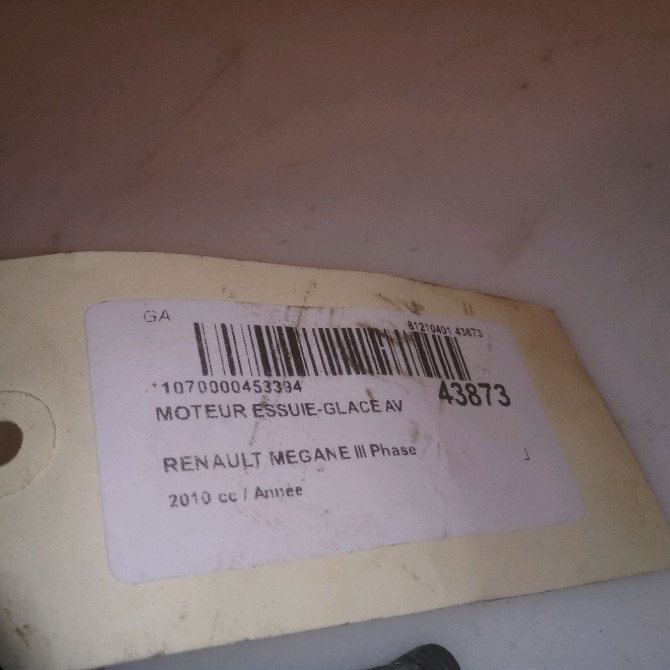 GA
81210401 43873
*1070000453394
43873
MOTEUR ESSUIE-GLACE AV
RENAULT MEGANE III Phase
J
2010 cc / Année